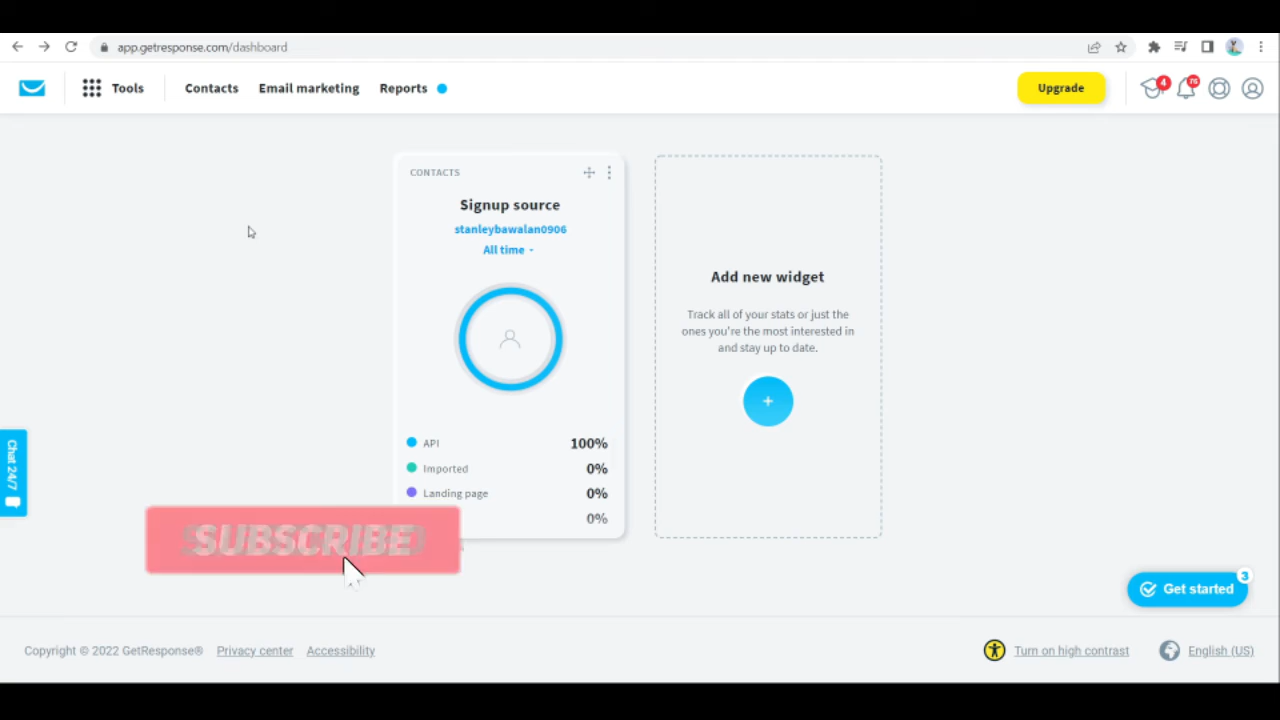 app.getresponse.com/dashboard
Tools
Contacts
Email marketing
Reports
Upgrade
4
75
CONTACTS
Signup source
stanleybawalan0906
All time
Add new widget
Track all of your stats or just the
ones you're the most interested in
and stay up to date.
+
API 100%
Imported 0%
Landing page 0%
0%
Chat 24/7
SUBSCRIBE
Get started
3
Copyright © 2022 GetResponse®
Privacy center
Accessibility
Turn on high contrast
English (US)